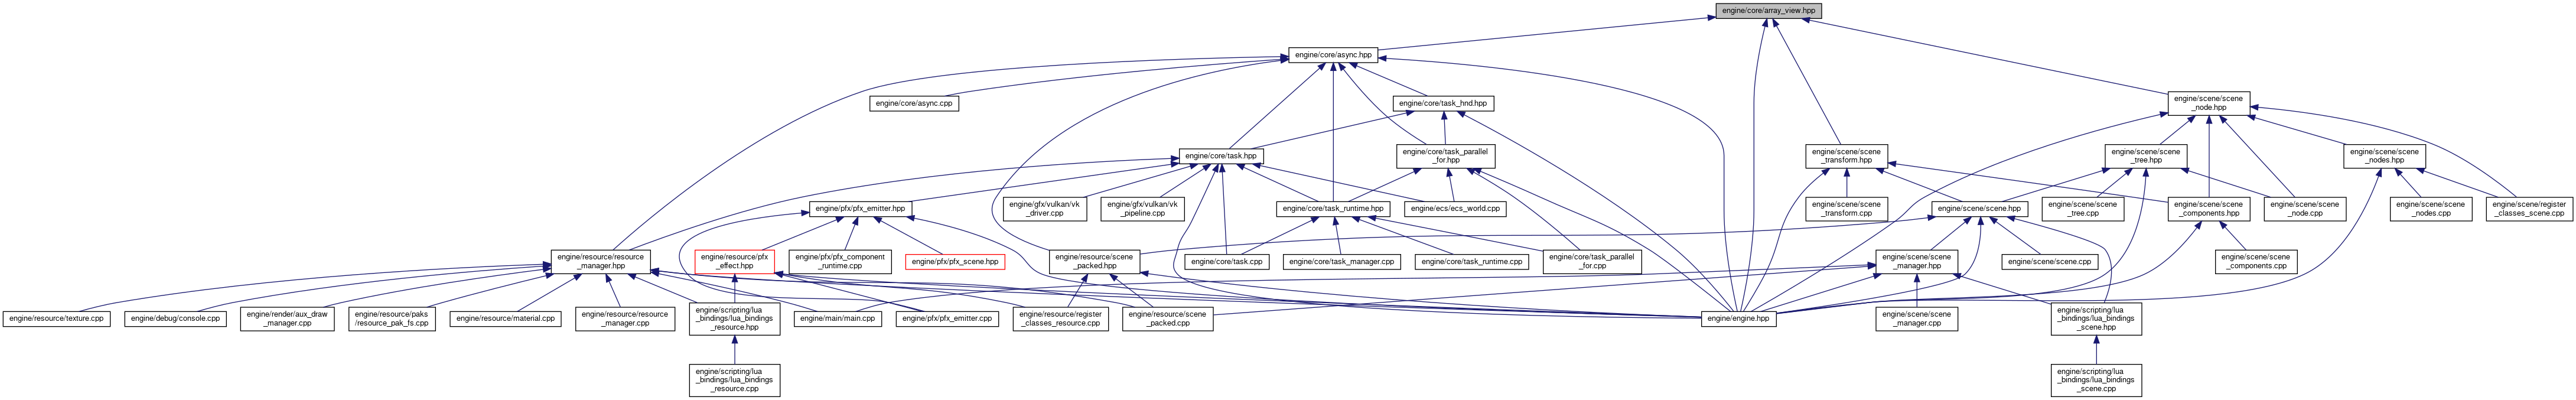 engine/core/array_view.hpp
engine/core/async.hpp
engine/core/async.cpp
engine/core/task_hnd.hpp
engine/scene/scene
_node.hpp
engine/core/task.hpp
engine/core/task_parallel
_for.hpp
engine/scene/scene
_transform.hpp
engine/scene/scene
_tree.hpp
engine/scene/scene
_nodes.hpp
engine/pfx/pfx_emitter.hpp
engine/gfx/vulkan/vk
_driver.cpp
engine/gfx/vulkan/vk
_pipeline.cpp
engine/core/task_runtime.hpp
engine/ecs/ecs_world.cpp
engine/scene/scene
_transform.cpp
engine/scene/scene.hpp
engine/scene/scene
_tree.cpp
engine/scene/scene
_components.hpp
engine/scene/scene
_node.cpp
engine/scene/scene
_nodes.cpp
engine/scene/register
_classes_scene.cpp
engine/resource/resource
_manager.hpp
engine/resource/pfx
_effect.hpp
engine/pfx/pfx_component
_runtime.cpp
engine/pfx/pfx_scene.hpp
engine/resource/scene
_packed.hpp
engine/core/task.cpp
engine/core/task_manager.cpp
engine/core/task_runtime.cpp
engine/core/task_parallel
_for.cpp
engine/scene/scene
_manager.hpp
engine/scene/scene.cpp
engine/scene/scene
_components.cpp
engine/resource/texture.cpp
engine/debug/console.cpp
engine/render/aux_draw
_manager.cpp
engine/resource/paks
/resource_pak_fs.cpp
engine/resource/material.cpp
engine/resource/resource
_manager.cpp
engine/scripting/lua
_bindings/lua_bindings
_resource.hpp
engine/main/main.cpp
engine/pfx/pfx_emitter.cpp
engine/resource/register
_classes_resource.cpp
engine/resource/scene
_packed.cpp
engine/engine.hpp
engine/scene/scene
_manager.cpp
engine/scripting/lua
_bindings/lua_bindings
_scene.hpp
engine/scripting/lua
_bindings/lua_bindings
_resource.cpp
engine/scripting/lua
_bindings/lua_bindings
_scene.cpp